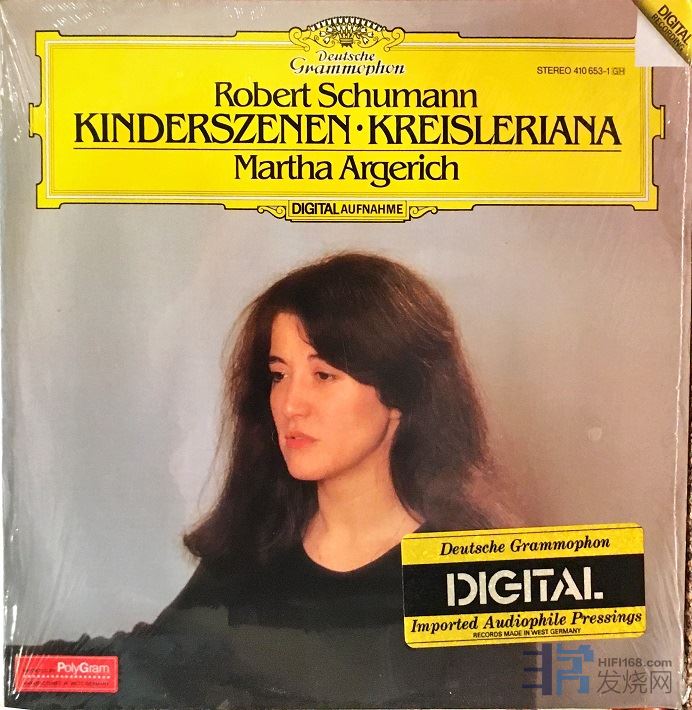 Deutsche
Grammophon
STEREO 410 653-1 GH
DIGITAL
RECORDING
Robert Schumann
KINDERSZENEN · KREISLERIANA
Martha Argerich
DIGITAL AUFNAHME
Deutsche Grammophon
DIGITAL
Imported Audiophile Pressings
RECORDS MADE IN WEST GERMANY
PolyGram
HIFI168.com
发烧网